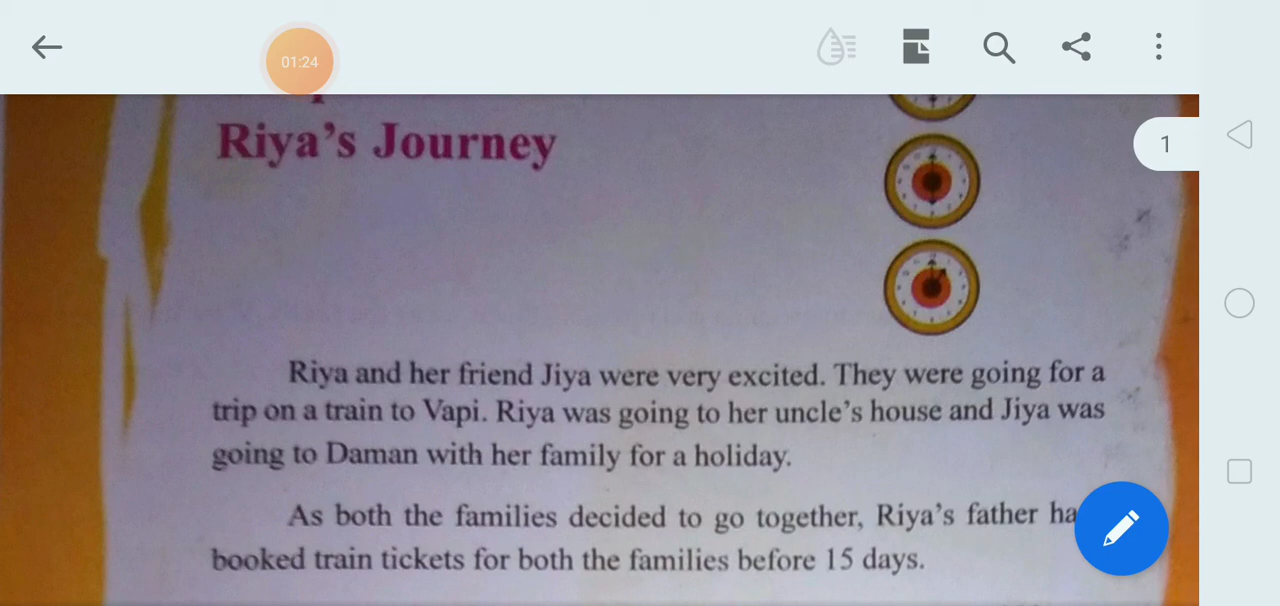 01:24
Riya's Journey
1
Riya and her friend Jiya were very excited. They were going for a
trip on a train to Vapi. Riya was going to her uncle's house and Jiya was
going to Daman with her family for a holiday.
As both the families decided to go together, Riya's father
booked train tickets for both the families before 15 days.